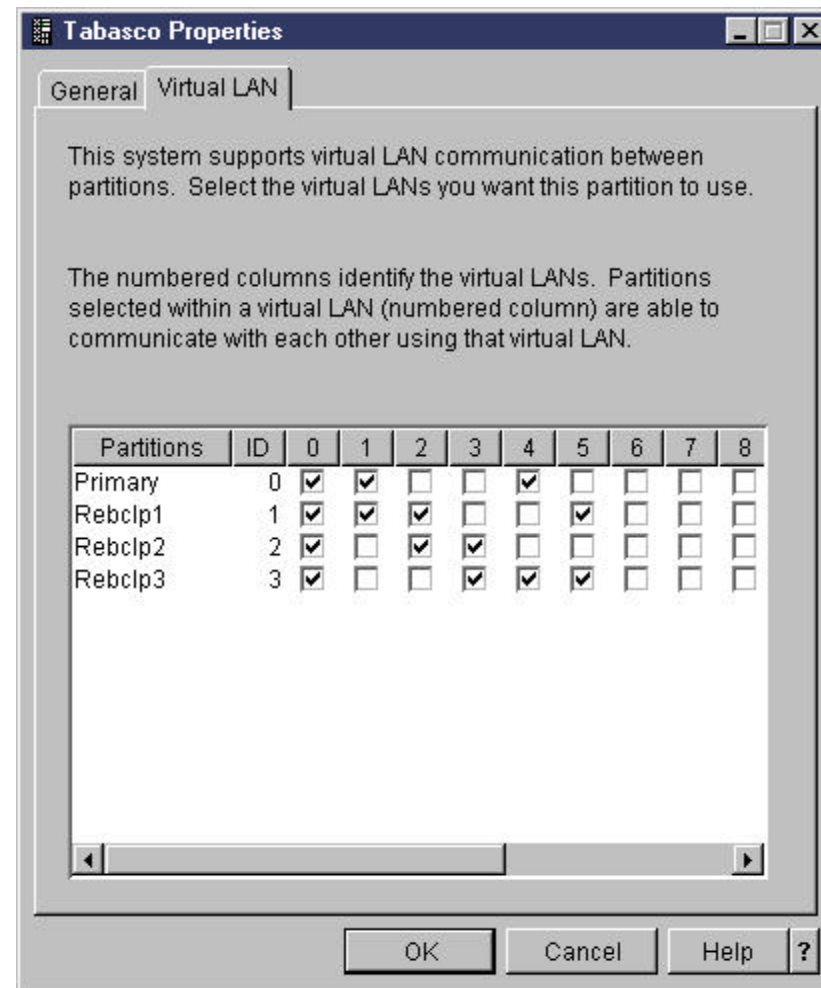 Tabasco Properties
General Virtual LAN
This system supports virtual LAN communication between
partitions. Select the virtual LANs you want this partition to use.
The numbered columns identify the virtual LANs. Partitions
selected within a virtual LAN (numbered column) are able to
communicate with each other using that virtual LAN.
Partitions ID 0 1 2 3 4 5 6 7 8
Primary 0
Rebclp1 1
Rebclp2 2
Rebclp3 3
OK Cancel Help ?